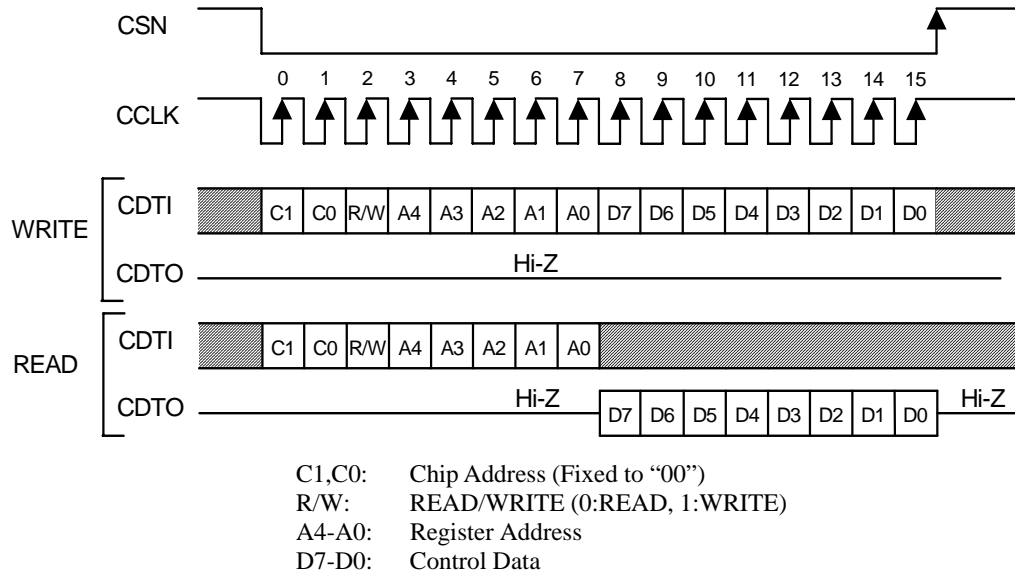 CSN
0 1 2 3 4 5 6 7 8 9 10 11 12 13 14 15
CCLK
WRITE
CDTI C1 C0 R/W A4 A3 A2 A1 A0 D7 D6 D5 D4 D3 D2 D1 D0
CDTO Hi-Z
READ
CDTI C1 C0 R/W A4 A3 A2 A1 A0
CDTO Hi-Z D7 D6 D5 D4 D3 D2 D1 D0 Hi-Z
C1,C0: Chip Address (Fixed to “00”)
R/W: READ/WRITE (0:READ, 1:WRITE)
A4-A0: Register Address
D7-D0: Control Data